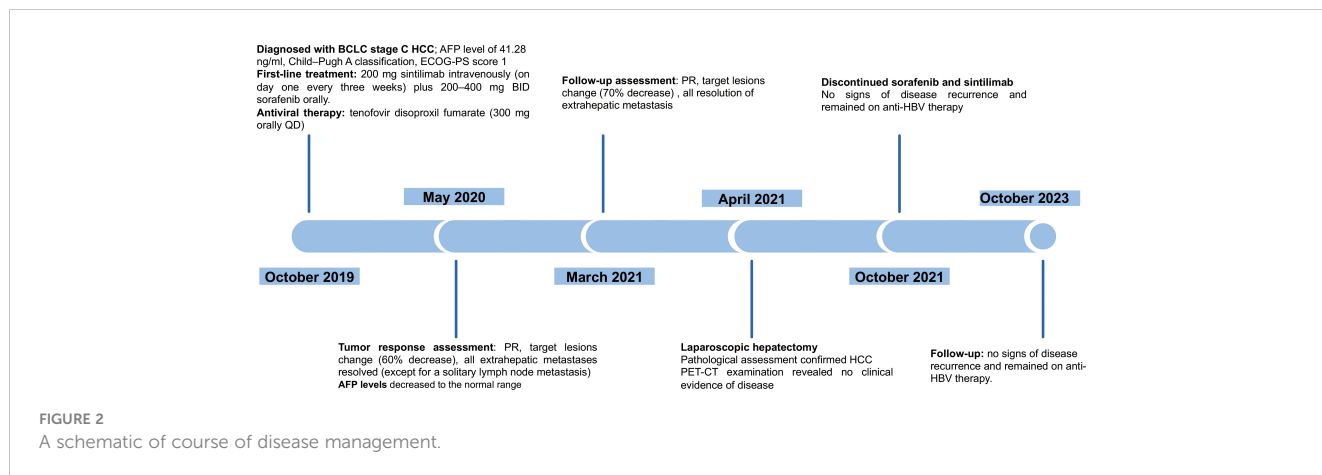 Diagnosed with BCLC stage C HCC; AFP level of 41.28
ng/ml, Child–Pugh A classification, ECOG-PS score 1
First-line treatment: 200 mg sintilimab intravenously (on
day one every three weeks) plus 200–400 mg BID
sorafenib orally.
Antiviral therapy: tenofovir disoproxil fumarate (300 mg
orally QD)
Follow-up assessment: PR, target lesions
change (70% decrease) , all resolution of
extrahepatic metastasis
Discontinued sorafenib and sintilimab
No signs of disease recurrence and
remained on anti-HBV therapy
May 2020
April 2021
October 2023
October 2019
March 2021
October 2021
Tumor response assessment: PR, target lesions
change (60% decrease), all extrahepatic metastases
resolved (except for a solitary lymph node metastasis)
AFP levels decreased to the normal range
Laparoscopic hepatectomy
Pathological assessment confirmed HCC
PET-CT examination revealed no clinical
evidence of disease
Follow-up: no signs of disease
recurrence and remained on anti-
HBV therapy.
FIGURE 2
A schematic of course of disease management.